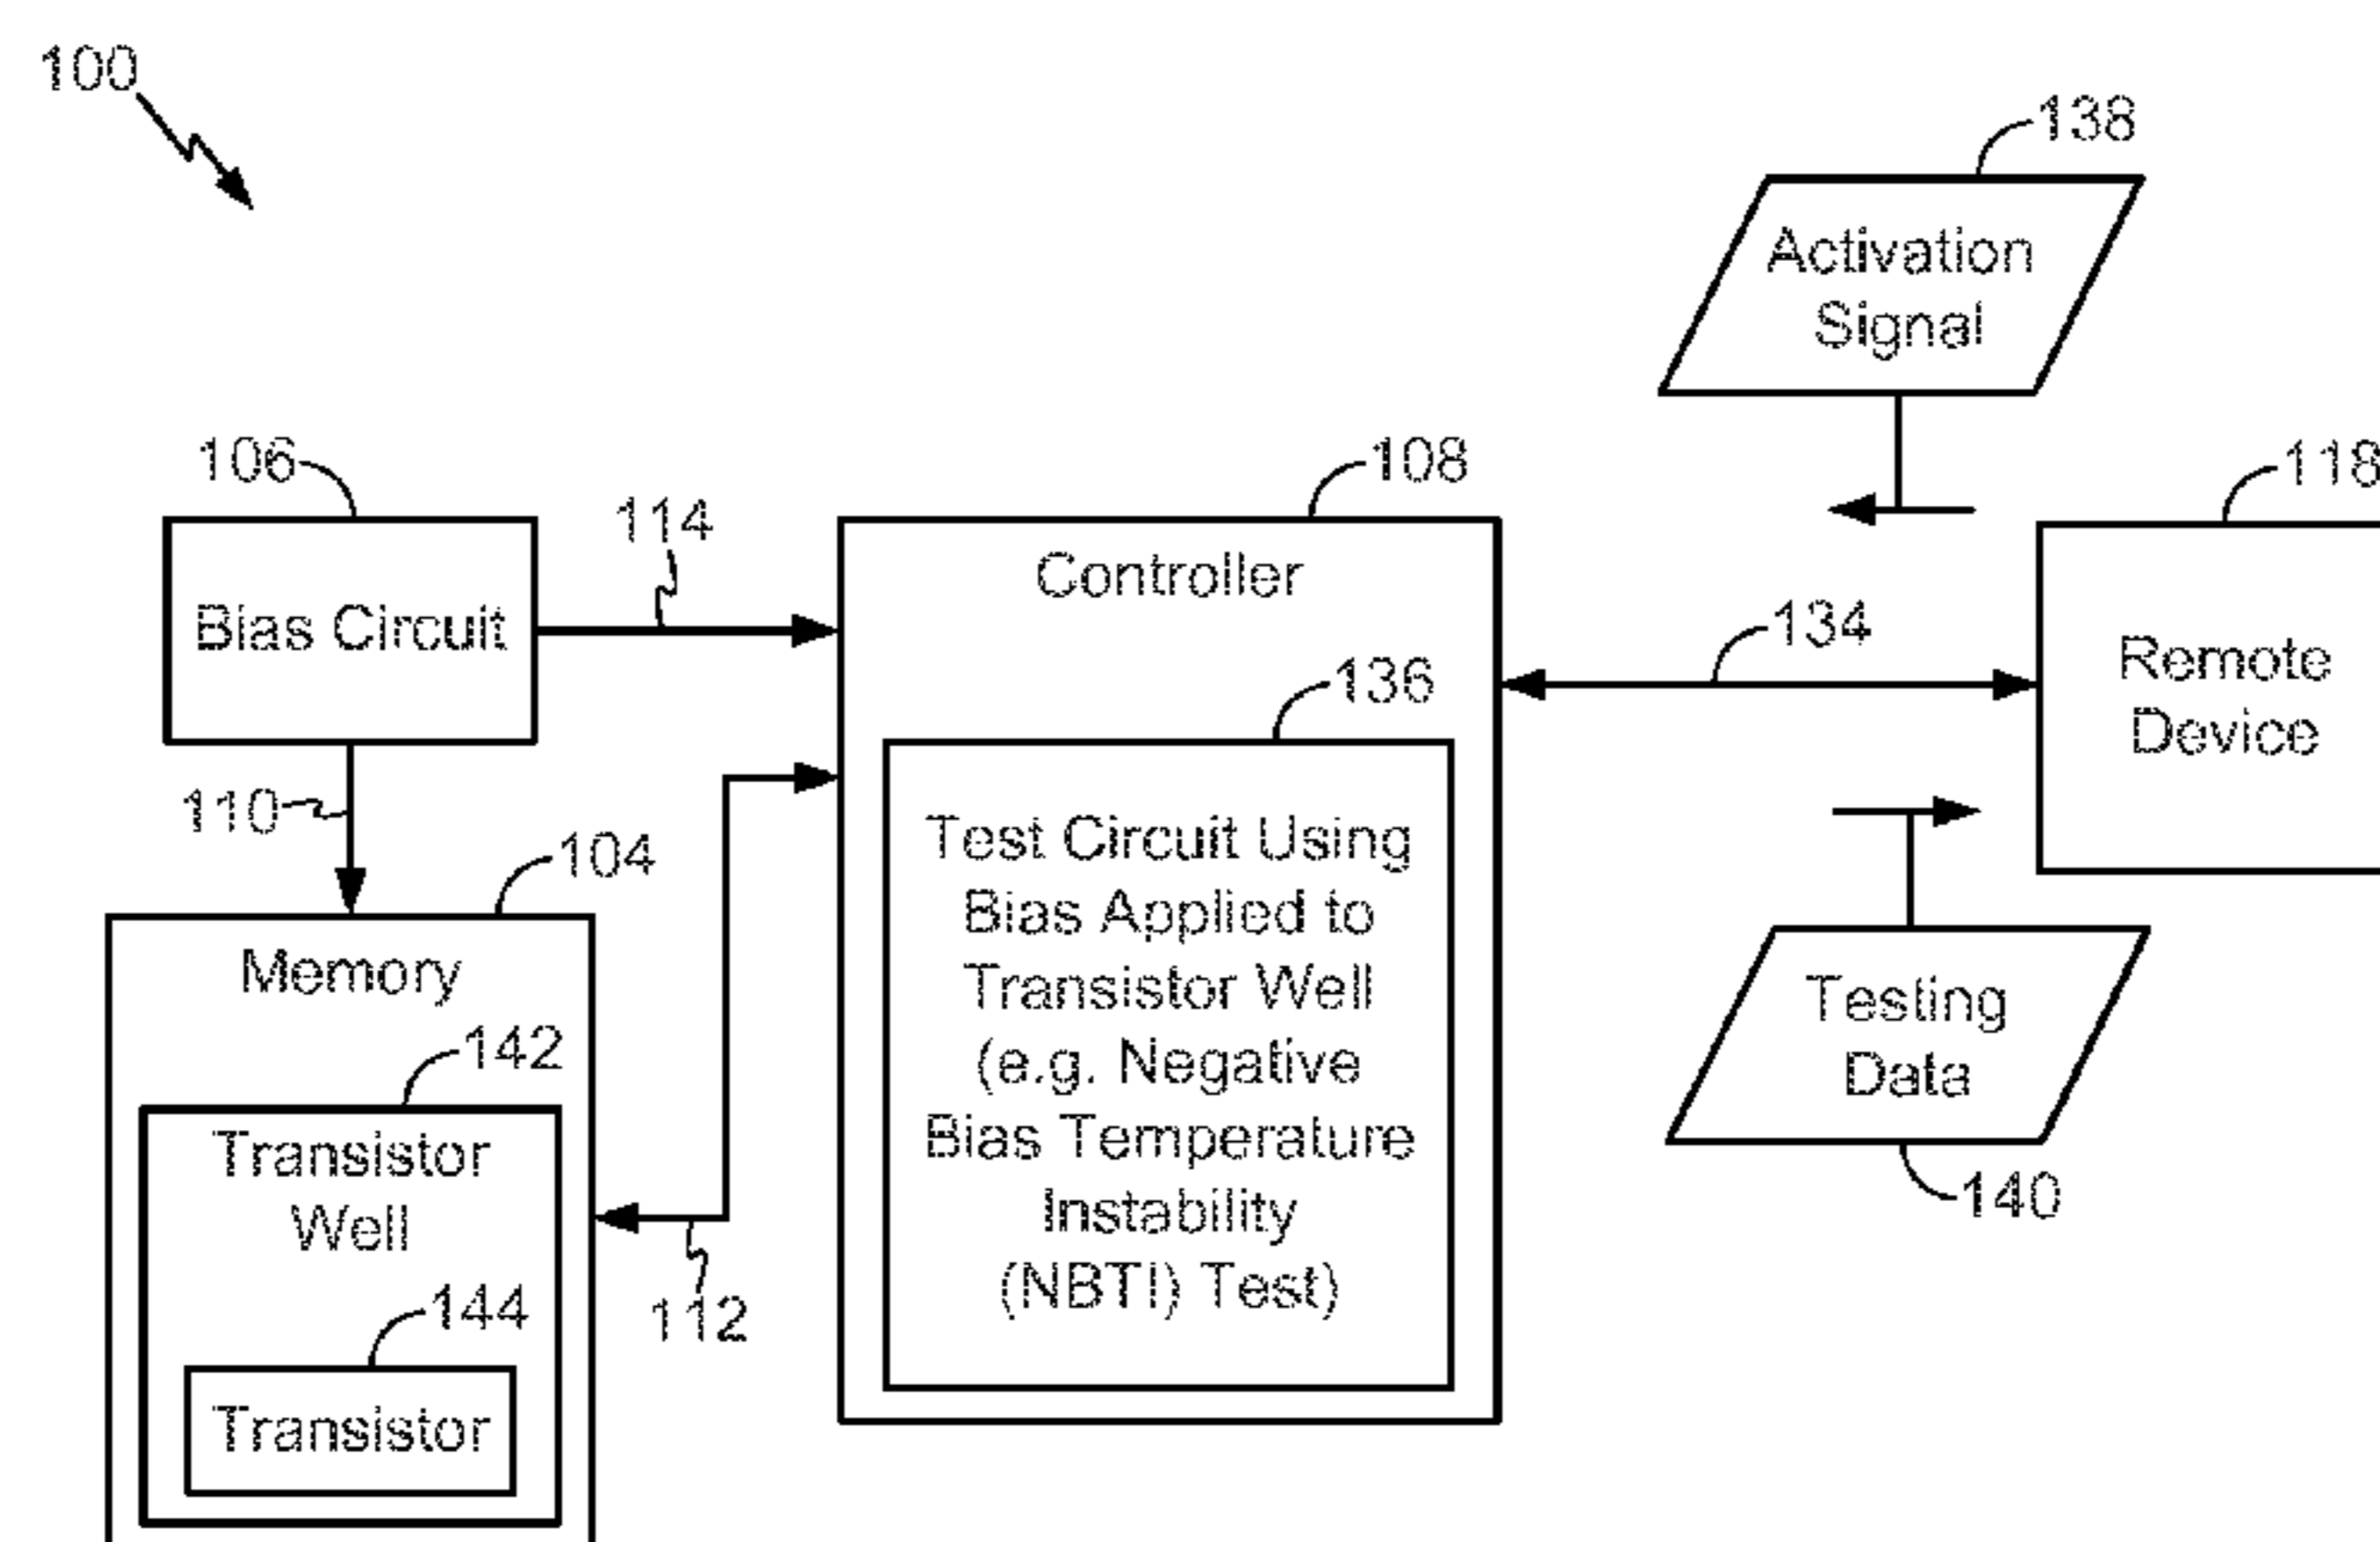 100
138
Activation
Signal
106
114
108
118
Bias Circuit
Controller
134
Remote
Device
136
110
104
Test Circuit Using
Bias Applied to
Transistor Well
(e.g. Negative
Bias Temperature
Instability
(NBTI) Test)
Memory
142
Transistor
Well
144
Transistor
112
Testing
Data
140